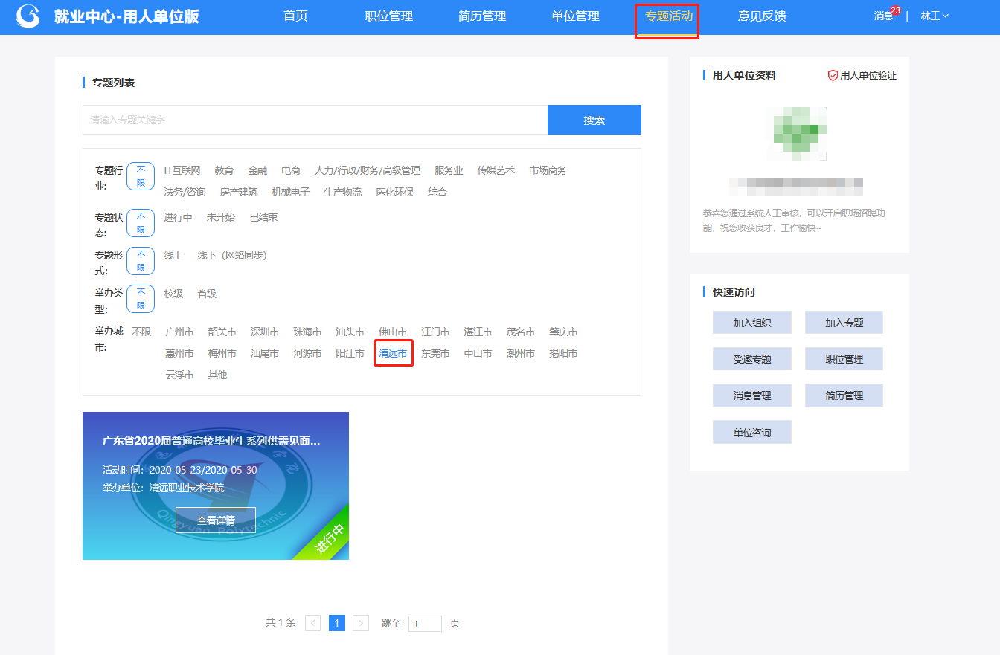 就业中心-用人单位版
首页 职位管理 简历管理 单位管理 专题活动 意见反馈 消息 23 | 林工
专题列表
请输入专题关键字 搜索
专题行业: 不限 IT互联网 教育 金融 电商 人力/行政/财务/高级管理 服务业 传媒艺术 市场商务
法务/咨询 房产建筑 机械电子 生产物流 医化环保 综合
专题状态: 不限 进行中 未开始 已结束
专题形式: 不限 线上 线下（网络同步）
举办类型: 不限 校级 省级
举办城市: 不限 广州市 韶关市 深圳市 珠海市 汕头市 佛山市 江门市 湛江市 茂名市 肇庆市
惠州市 梅州市 汕尾市 河源市 阳江市 清远市 东莞市 中山市 潮州市 揭阳市
云浮市 其他
广东省2020届普通高校毕业生系列供需见面...
活动时间：2020-05-23/2020-05-30
举办单位：清远职业技术学院
查看详情
Qingyuan Polytechnic
进行中
共 1 条 < 1 > 跳至 1 页
用人单位资料 用人单位验证
恭喜您通过系统人工审核，可以开启职场招聘功
能，祝您收获良才，工作愉快~
快速访问
加入组织 加入专题
受邀专题 职位管理
消息管理 简历管理
单位咨询